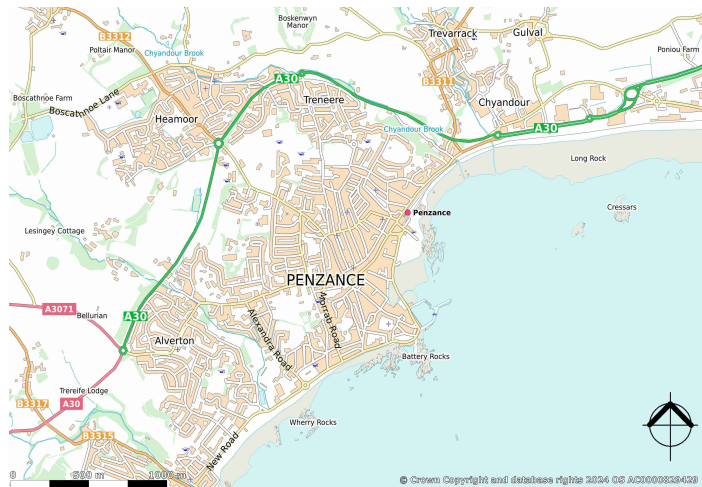 Boskenwyn
Manor
B3312
Poltair Manor
Chyandour Brook
Trevarrack
Gulval
Poniou Farm
B3311
A30
Boscathnoe Farm
Boscathnoe Lane
Treneere
Chyandour
Heamoor
Chyandour Brook
A30
Long Rock
Cressars
Penzance
Lesingey Cottage
PENZANCE
A3071
Bellurian
A30
Alverton
Alexandra Road
Morrab Road
Battery Rocks
Trereife Lodge
B3317
A30
B3315
Wherry Rocks
New Road
0
500 m
1000 m
© Crown Copyright and database rights 2024 OS AC0000829429